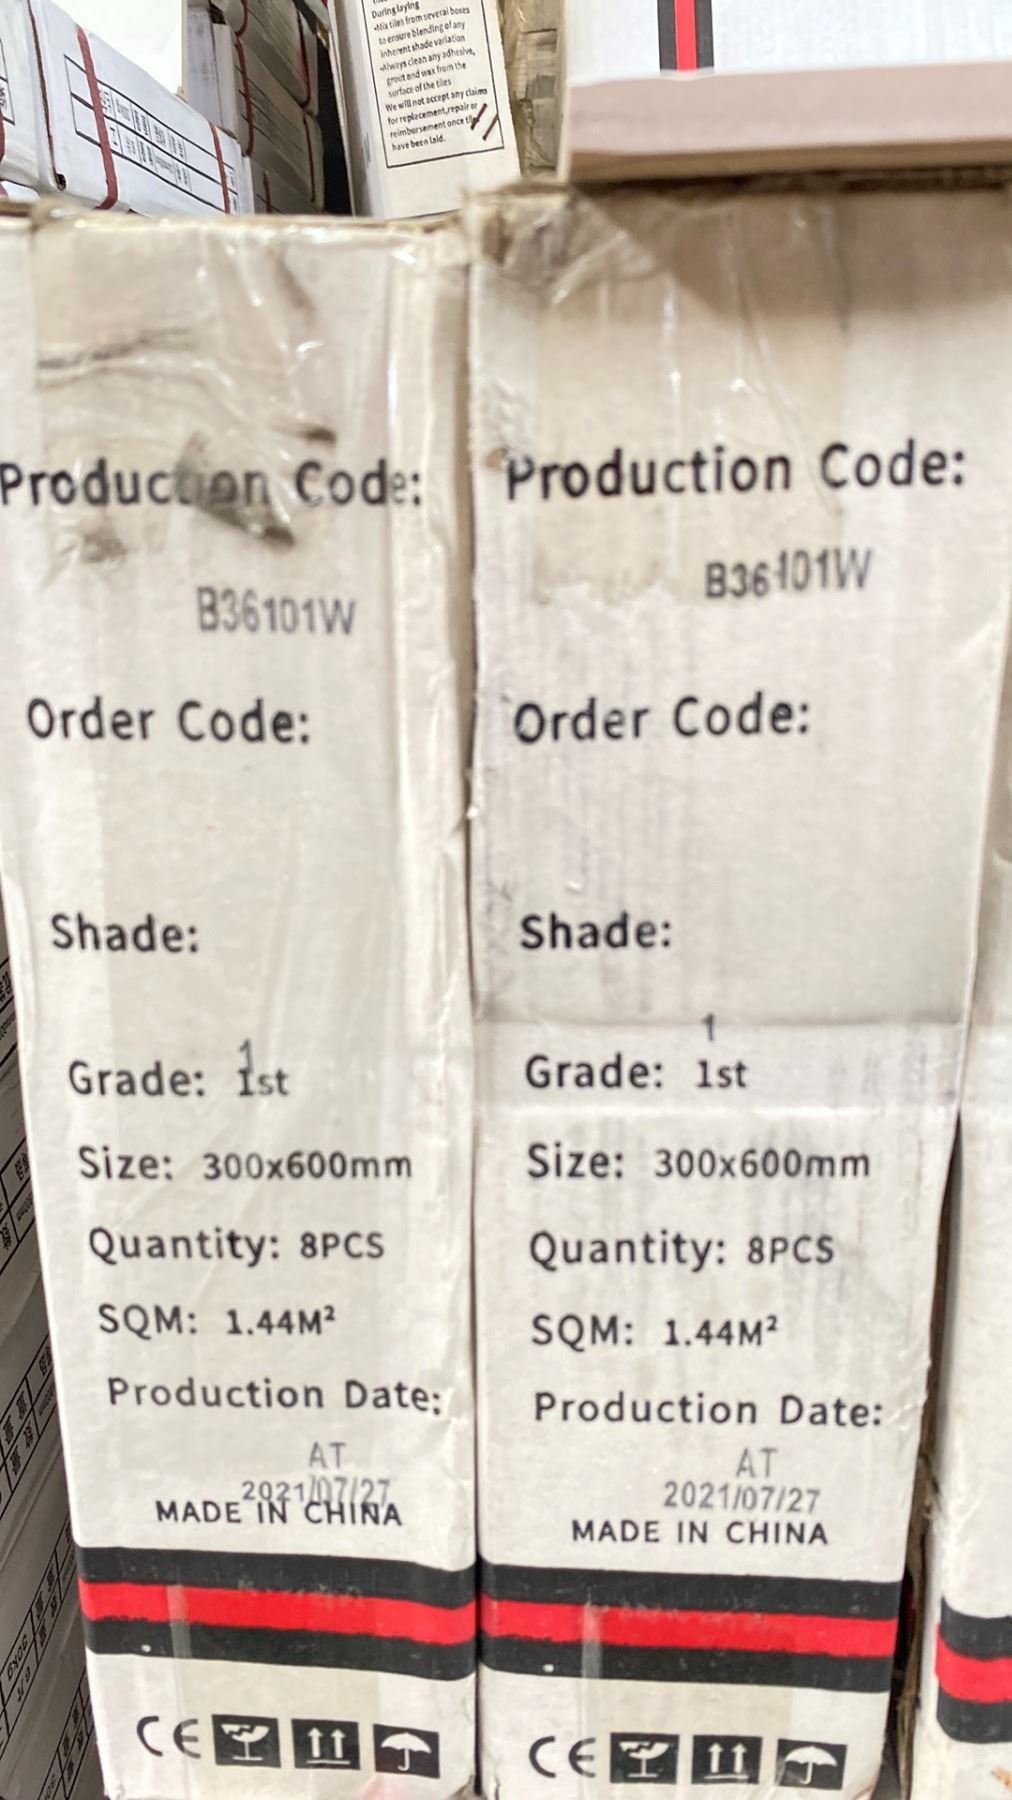 During laying
-Mix tiles from several boxes
to ensure blending of any
inherent shade variation
-Always clean any adhesive,
grout and wax from the
surface of the tiles
We will not accept any claims
for replacement,repair or
reimbursement once
have been laid.
Production Code:
B36101W
Order Code:
Shade:
1
Grade: 1st
Size: 300x600mm
Quantity: 8PCS
SQM: 1.44M²
Production Date:
AT
2021/07/27
MADE IN CHINA
CE
Production Code:
B36101W
Order Code:
Shade:
1
Grade: 1st
Size: 300x600mm
Quantity: 8PCS
SQM: 1.44M²
Production Date:
AT
2021/07/27
MADE IN CHINA
CE